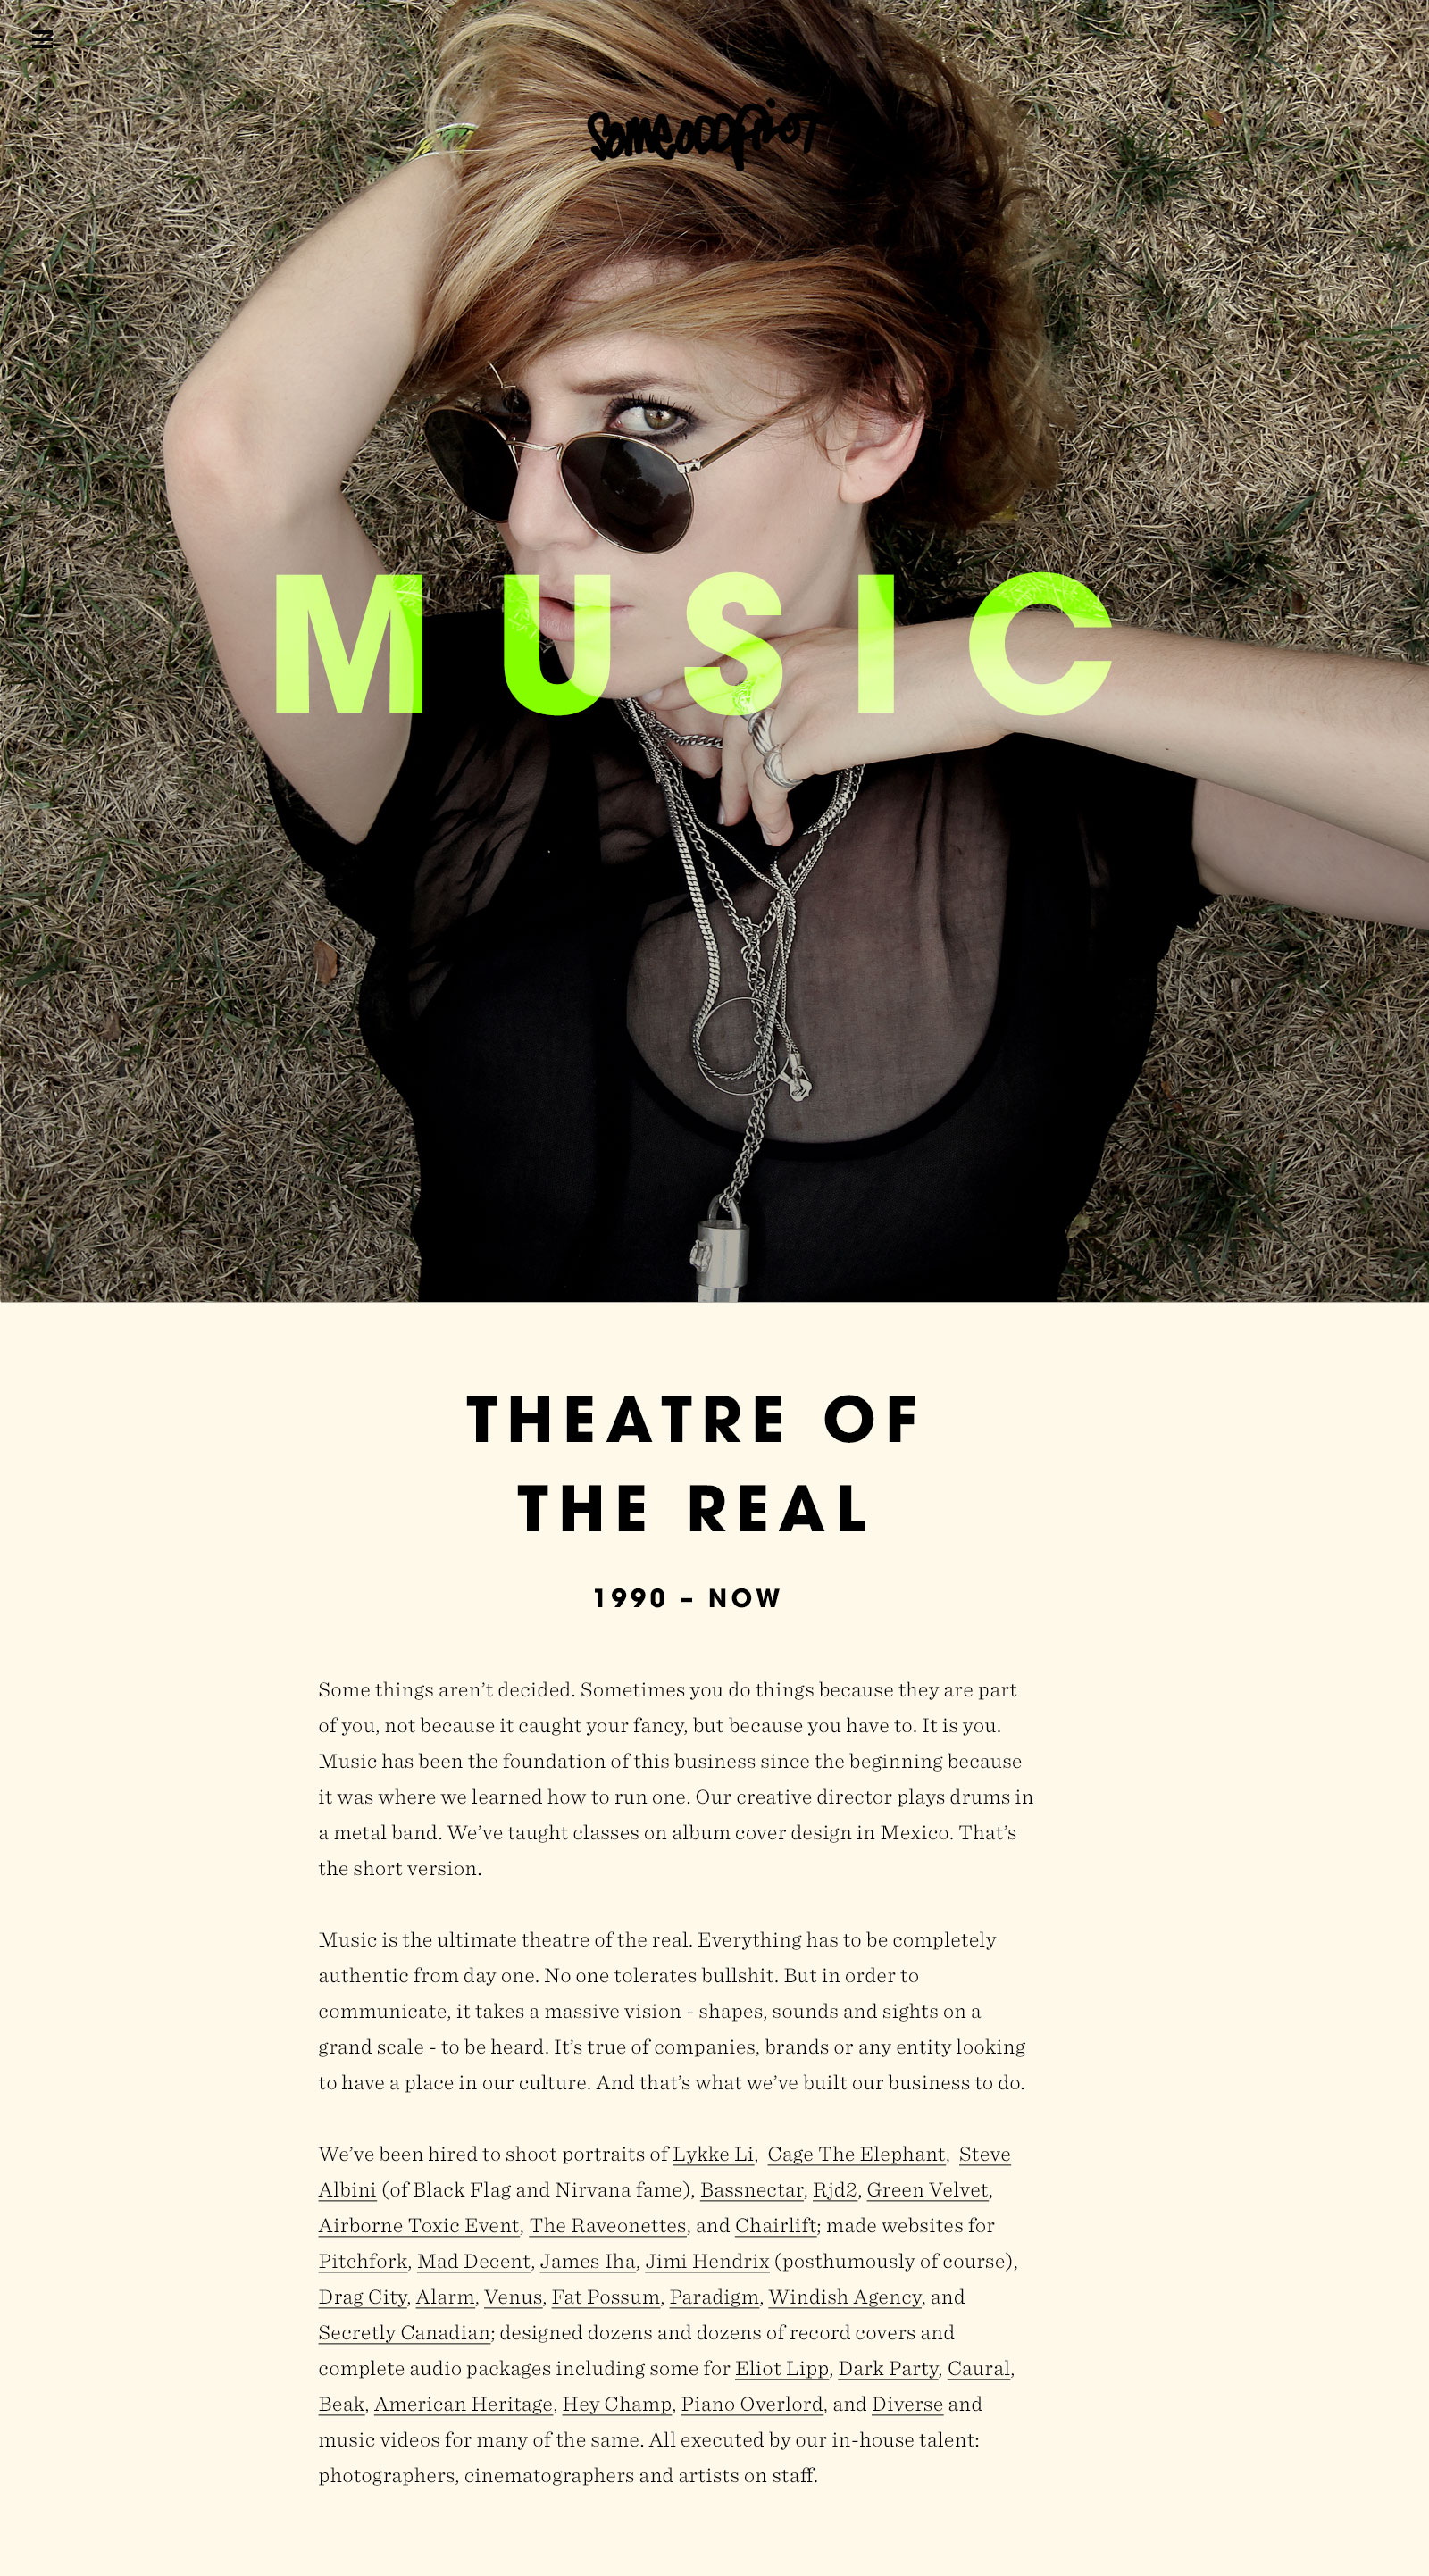 Someoddpilot
MUSIC
THEATRE OF
THE REAL
1990 – NOW
Some things aren’t decided. Sometimes you do things because they are part
of you, not because it caught your fancy, but because you have to. It is you.
Music has been the foundation of this business since the beginning because
it was where we learned how to run one. Our creative director plays drums in
a metal band. We’ve taught classes on album cover design in Mexico. That’s
the short version.
Music is the ultimate theatre of the real. Everything has to be completely
authentic from day one. No one tolerates bullshit. But in order to
communicate, it takes a massive vision - shapes, sounds and sights on a
grand scale - to be heard. It’s true of companies, brands or any entity looking
to have a place in our culture. And that’s what we’ve built our business to do.
We’ve been hired to shoot portraits of Lykke Li, Cage The Elephant, Steve
Albini (of Black Flag and Nirvana fame), Bassnectar, Rjd2, Green Velvet,
Airborne Toxic Event, The Raveonettes, and Chairlift; made websites for
Pitchfork, Mad Decent, James Iha, Jimi Hendrix (posthumously of course),
Drag City, Alarm, Venus, Fat Possum, Paradigm, Windish Agency, and
Secretly Canadian; designed dozens and dozens of record covers and
complete audio packages including some for Eliot Lipp, Dark Party, Caural,
Beak, American Heritage, Hey Champ, Piano Overlord, and Diverse and
music videos for many of the same. All executed by our in-house talent:
photographers, cinematographers and artists on staff.